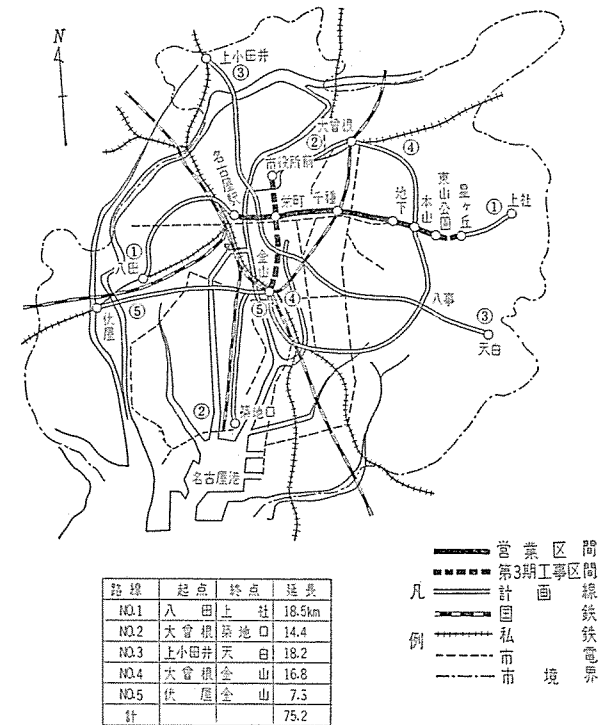 N
上小田井
③
②
大曽根
④
市役所前
名古屋駅
栄町
千種
池下
本山
東山公園
星ヶ丘
①
上社
①
八田
金山
⑤
④
⑤
伏屋
八事
③
天白
②
築地口
名古屋港
凡例
営業区間
第3期工事区間
計画線
国鉄
私鉄
市電
市境界
路線 起点 終点 延長
NO.1 八田 上社 18.5km
NO.2 大曽根 築地口 14.4
NO.3 上小田井 天白 18.2
NO.4 大曽根 金山 16.8
NO.5 伏屋 金山 7.3
計 75.2